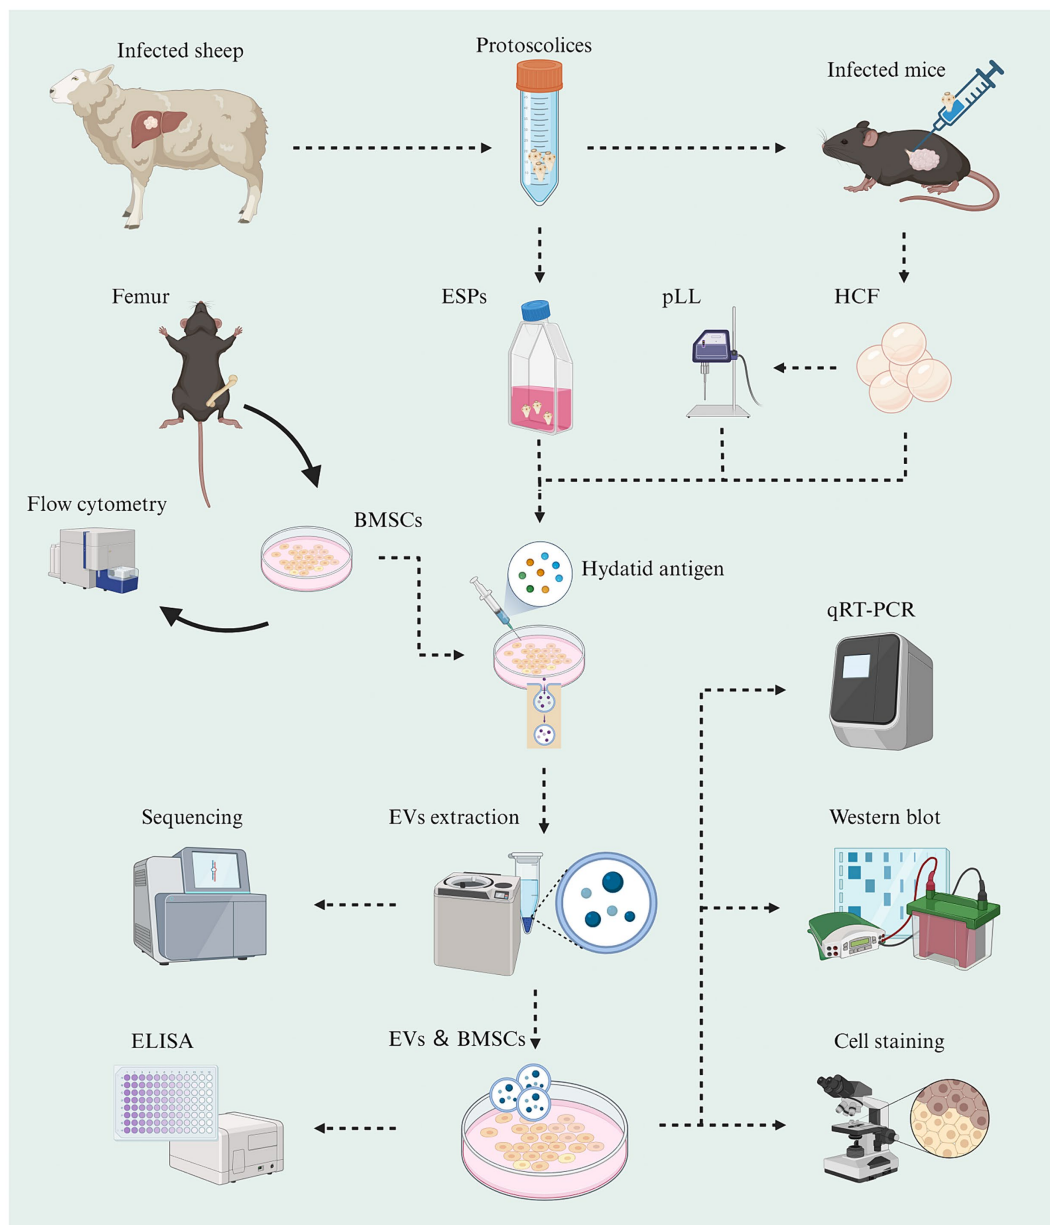 Infected sheep
Protoscolices
Infected mice
Femur
ESPs
pLL
HCF
Flow cytometry
BMSCs
Hydatid antigen
qRT-PCR
Sequencing
EVs extraction
Western blot
ELISA
EVs & BMSCs
Cell staining